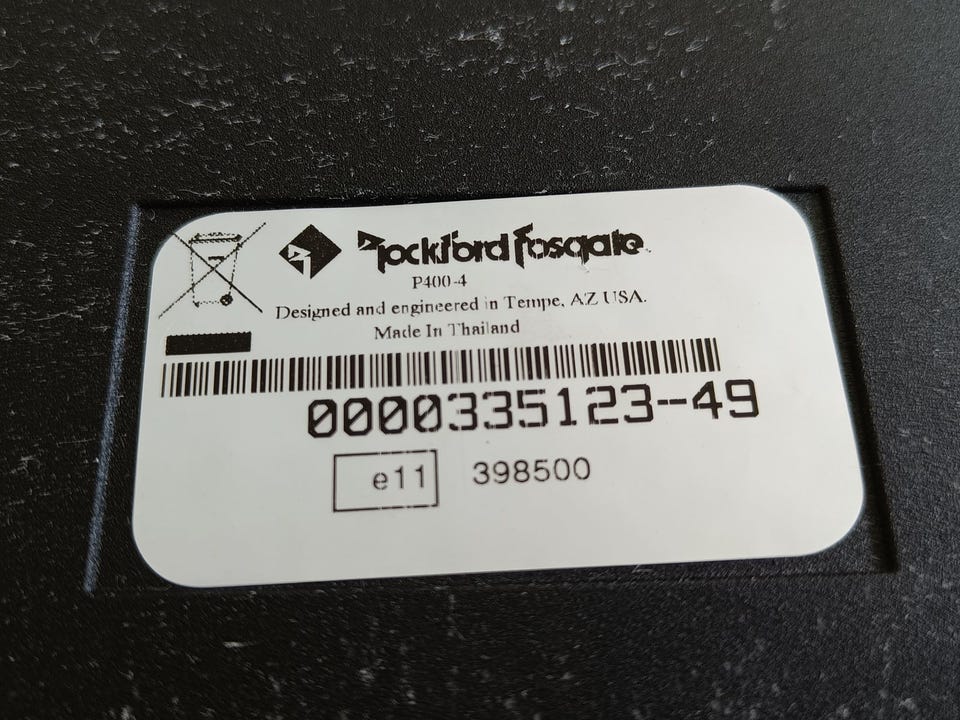 Rockford Fosgate
P400-4
Designed and engineered in Tempe, AZ USA.
Made In Thailand
0000335123-49
e11 398500